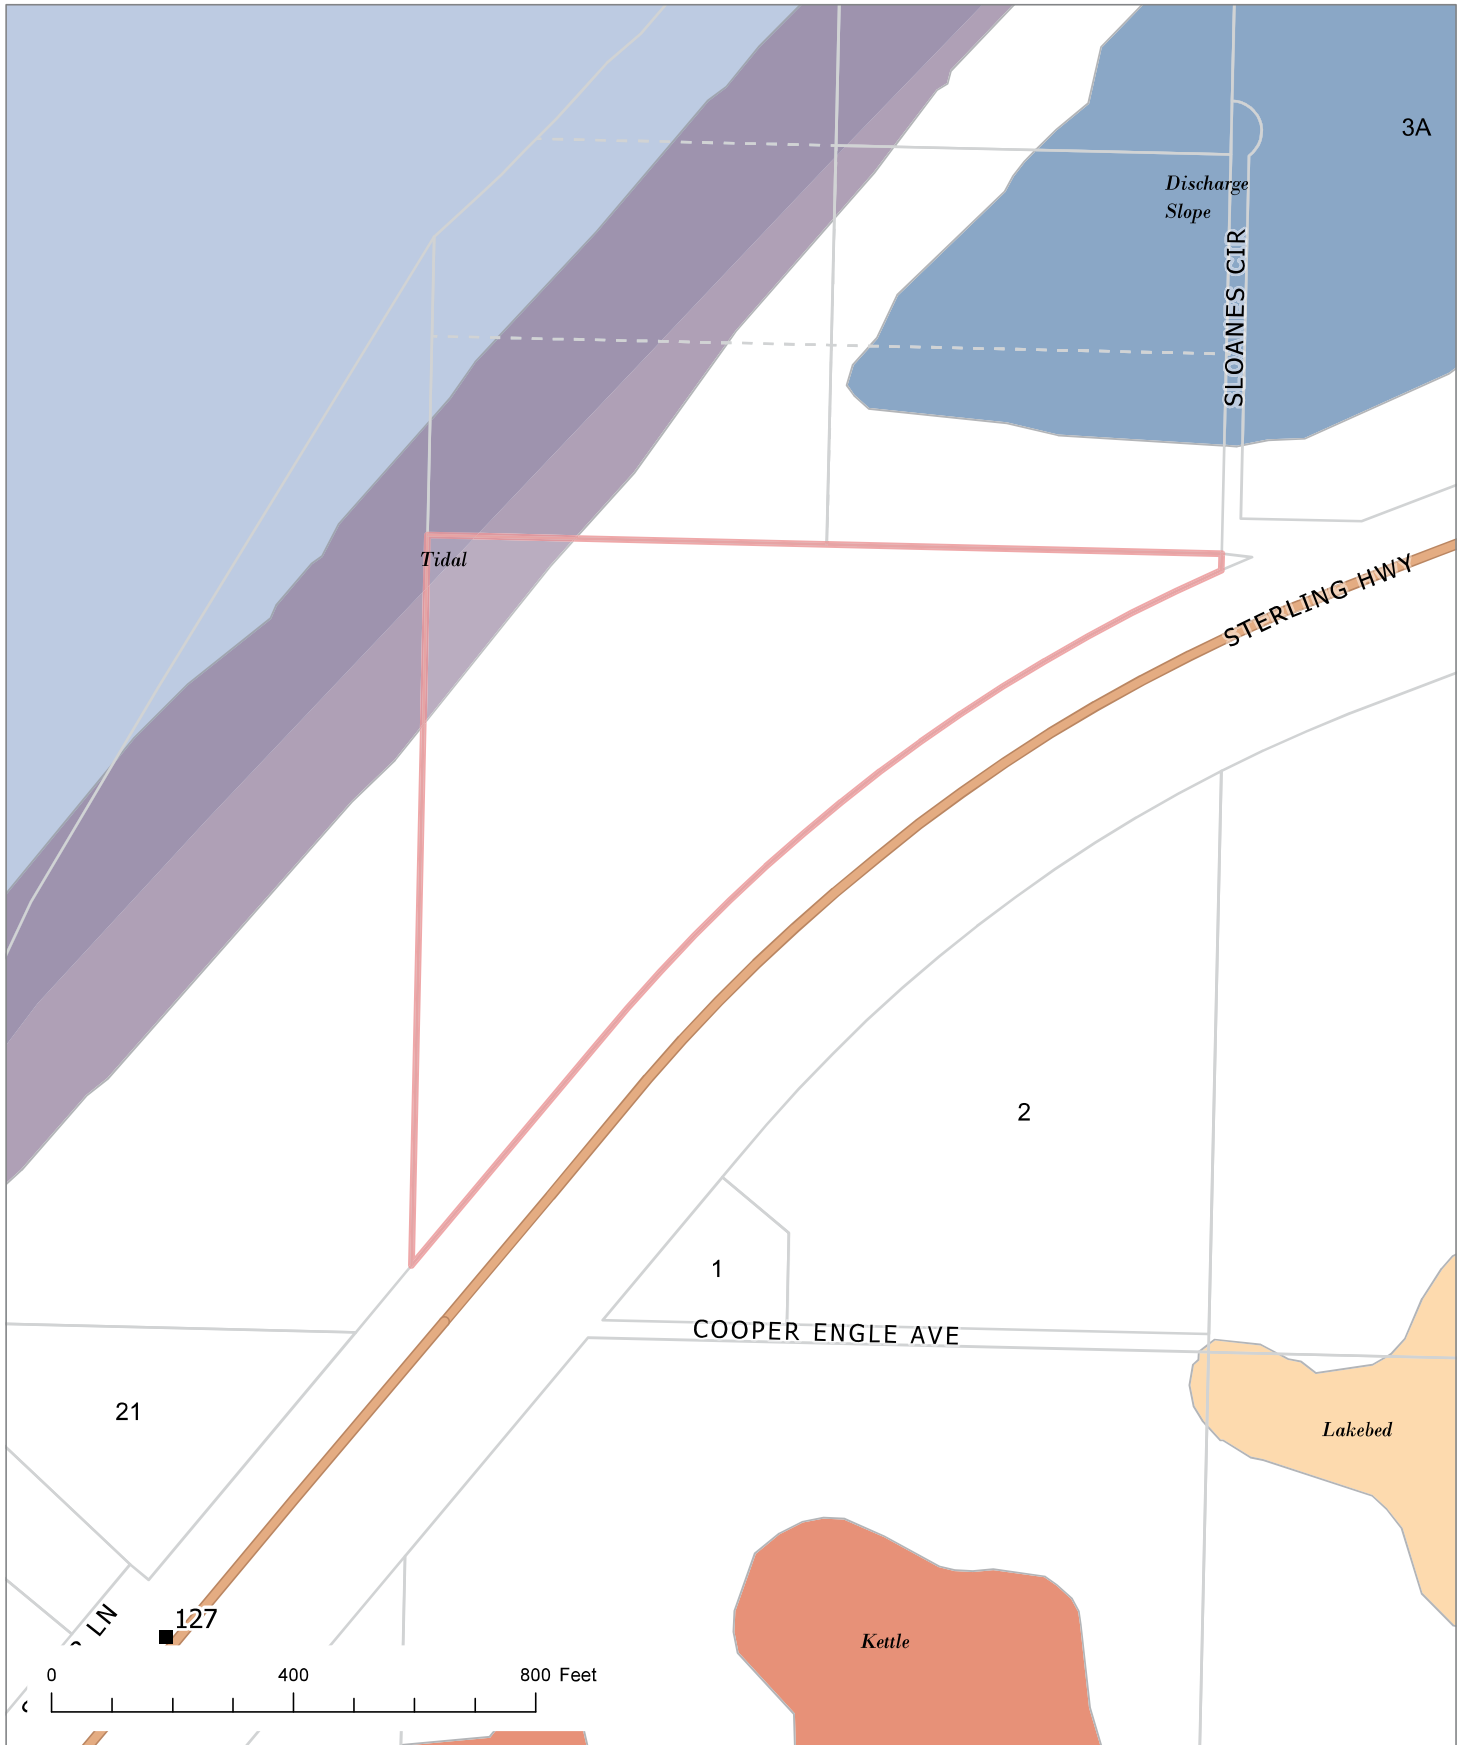 3A
Discharge
Slope
SLOANES CIR
Tidal
STERLING HWY
2
1
COOPER ENGLE AVE
21
Lakebed
LN
127
Kettle
0 400 800 Feet